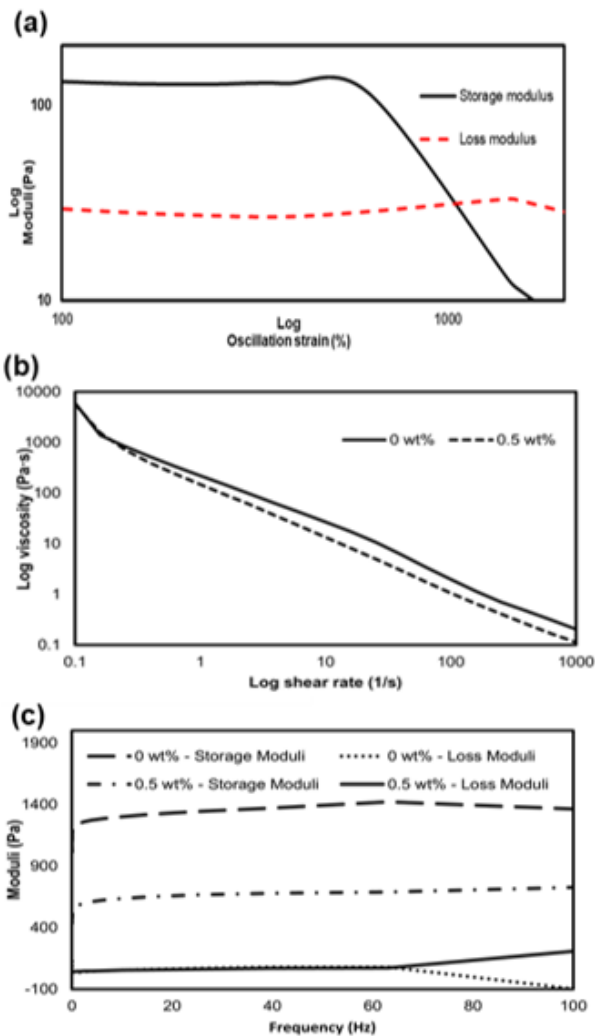 (a)
100
10
Log
Moduli (Pa)
Storage modulus
Loss modulus
100
1000
Log
Oscillation strain (%)
(b)
10000
1000
100
10
1
0.1
Log viscosity (Pa·s)
0 wt%
0.5 wt%
0.1
1
10
100
1000
Log shear rate (1/s)
(c)
1900
1400
900
400
-100
Moduli (Pa)
0 wt% - Storage Moduli
0 wt% - Loss Moduli
0.5 wt% - Storage Moduli
0.5 wt% - Loss Moduli
0
20
40
60
80
100
Frequency (Hz)